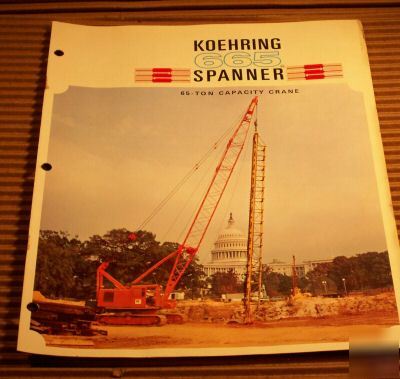 KOEHRING
665
SPANNER
65-TON CAPACITY CRANE